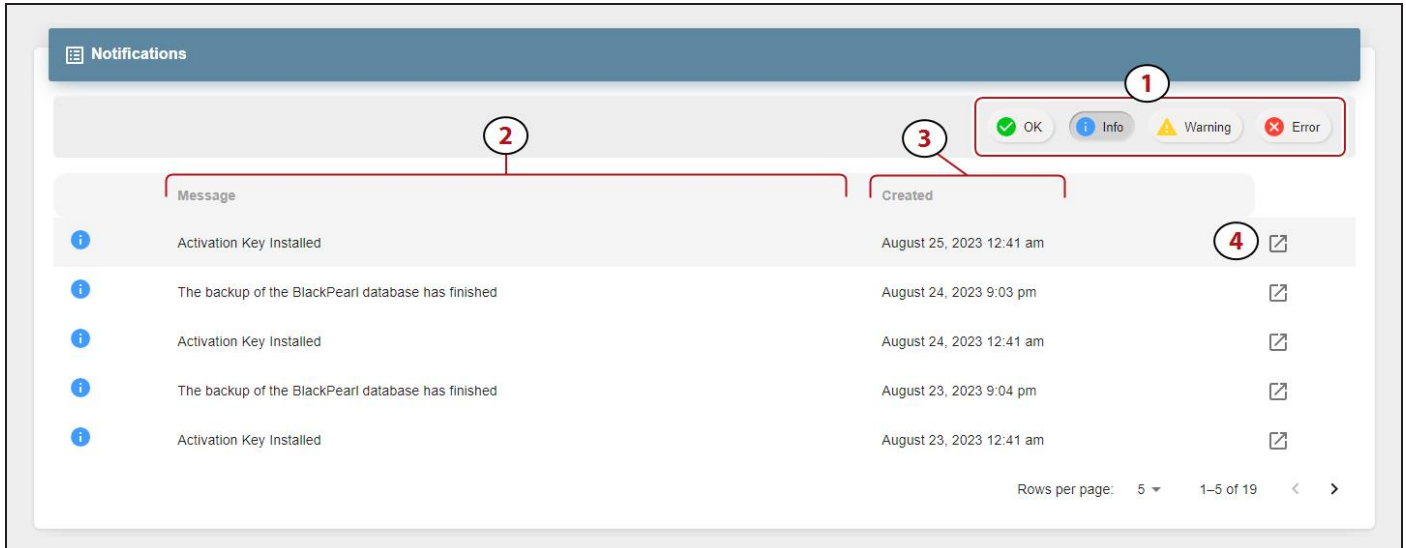 Notifications
1
OK Info Warning Error
2
3
Message Created
Activation Key Installed August 25, 2023 12:41 am 4
The backup of the BlackPearl database has finished August 24, 2023 9:03 pm
Activation Key Installed August 24, 2023 12:41 am
The backup of the BlackPearl database has finished August 23, 2023 9:04 pm
Activation Key Installed August 23, 2023 12:41 am
Rows per page: 5 1–5 of 19